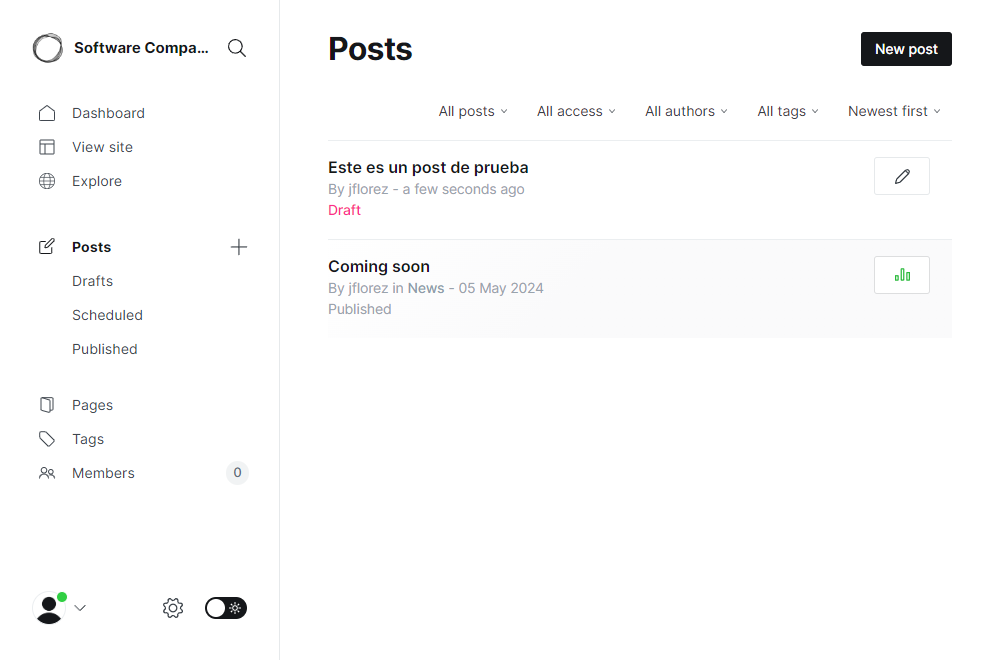 Software Compa...
Dashboard
View site
Explore
Posts
Drafts
Scheduled
Published
Pages
Tags
Members 0
Posts
New post
All posts All access All authors All tags Newest first
Este es un post de prueba
By jflorez - a few seconds ago
Draft
Coming soon
By jflorez in News - 05 May 2024
Published